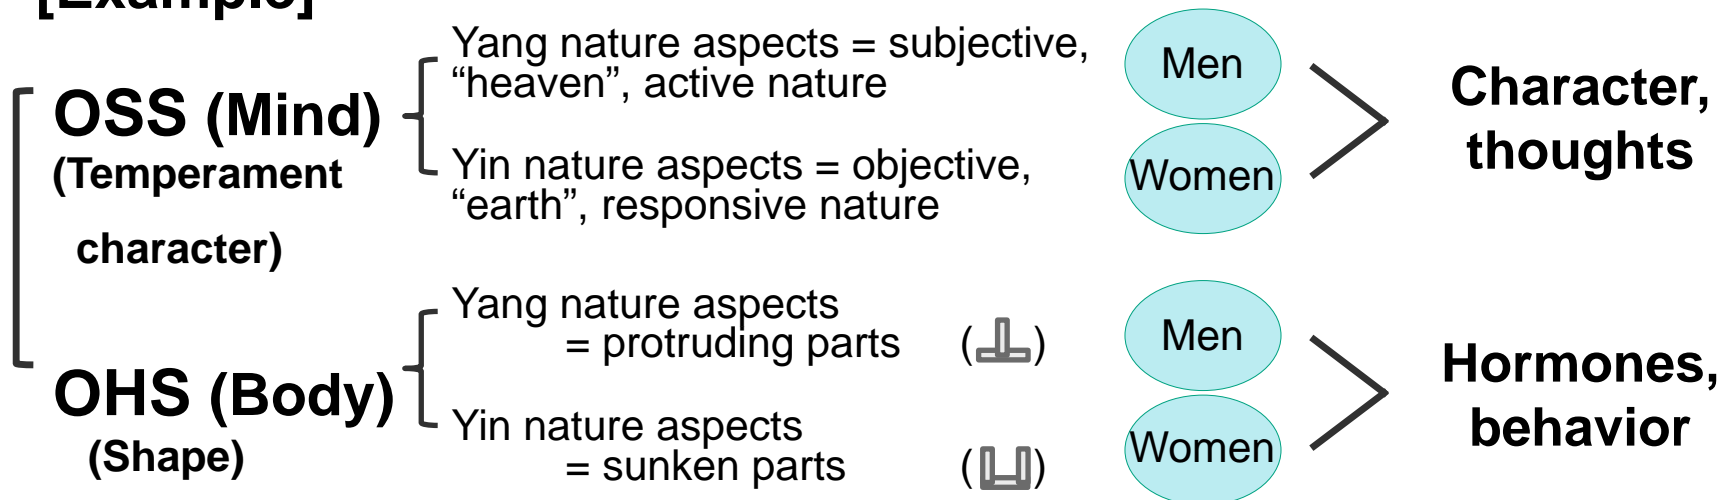 [Example]
Yang nature aspects = subjective,
“heaven”, active nature
Men
OSS (Mind)
(Temperament
character)
Yin nature aspects = objective,
“earth”, responsive nature
Women
Character,
thoughts
Yang nature aspects
= protruding parts ( )
Men
OHS (Body)
(Shape)
Yin nature aspects
= sunken parts ( )
Women
Hormones,
behavior